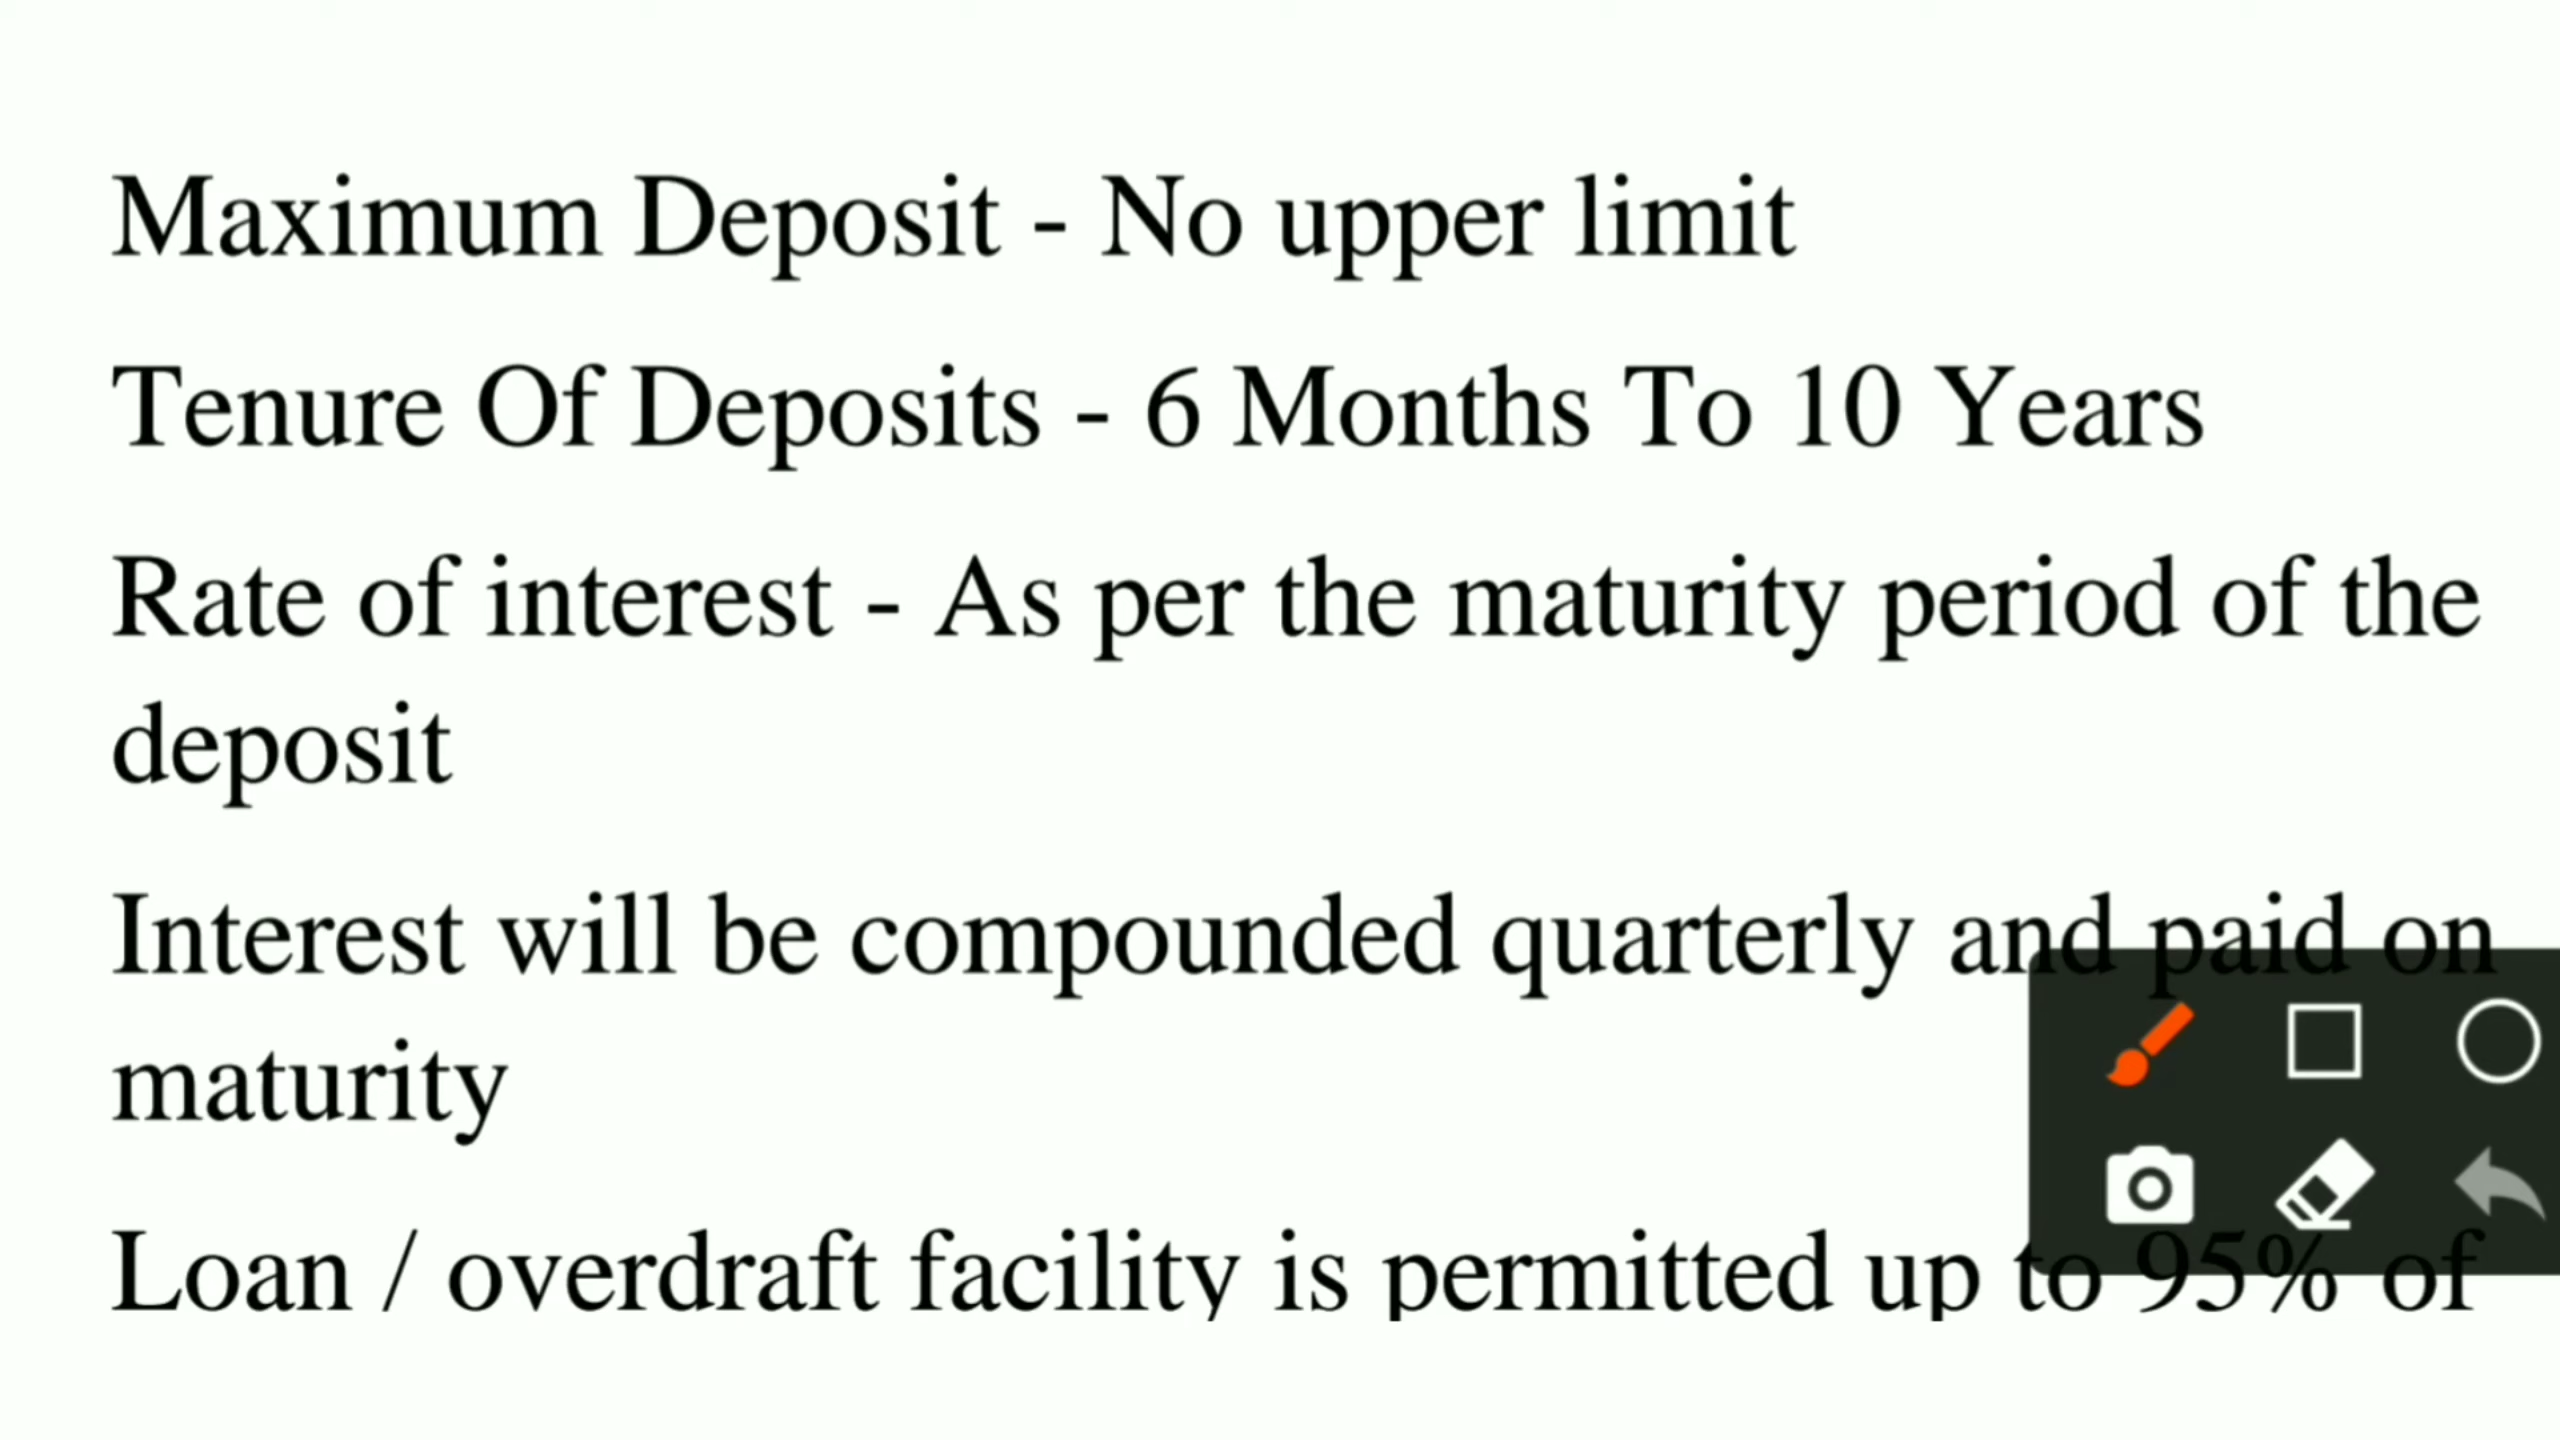 Maximum Deposit - No upper limit
Tenure Of Deposits - 6 Months To 10 Years
Rate of interest - As per the maturity period of the
deposit
Interest will be compounded quarterly and paid on
maturity
Loan / overdraft facility is permitted up to 95% of